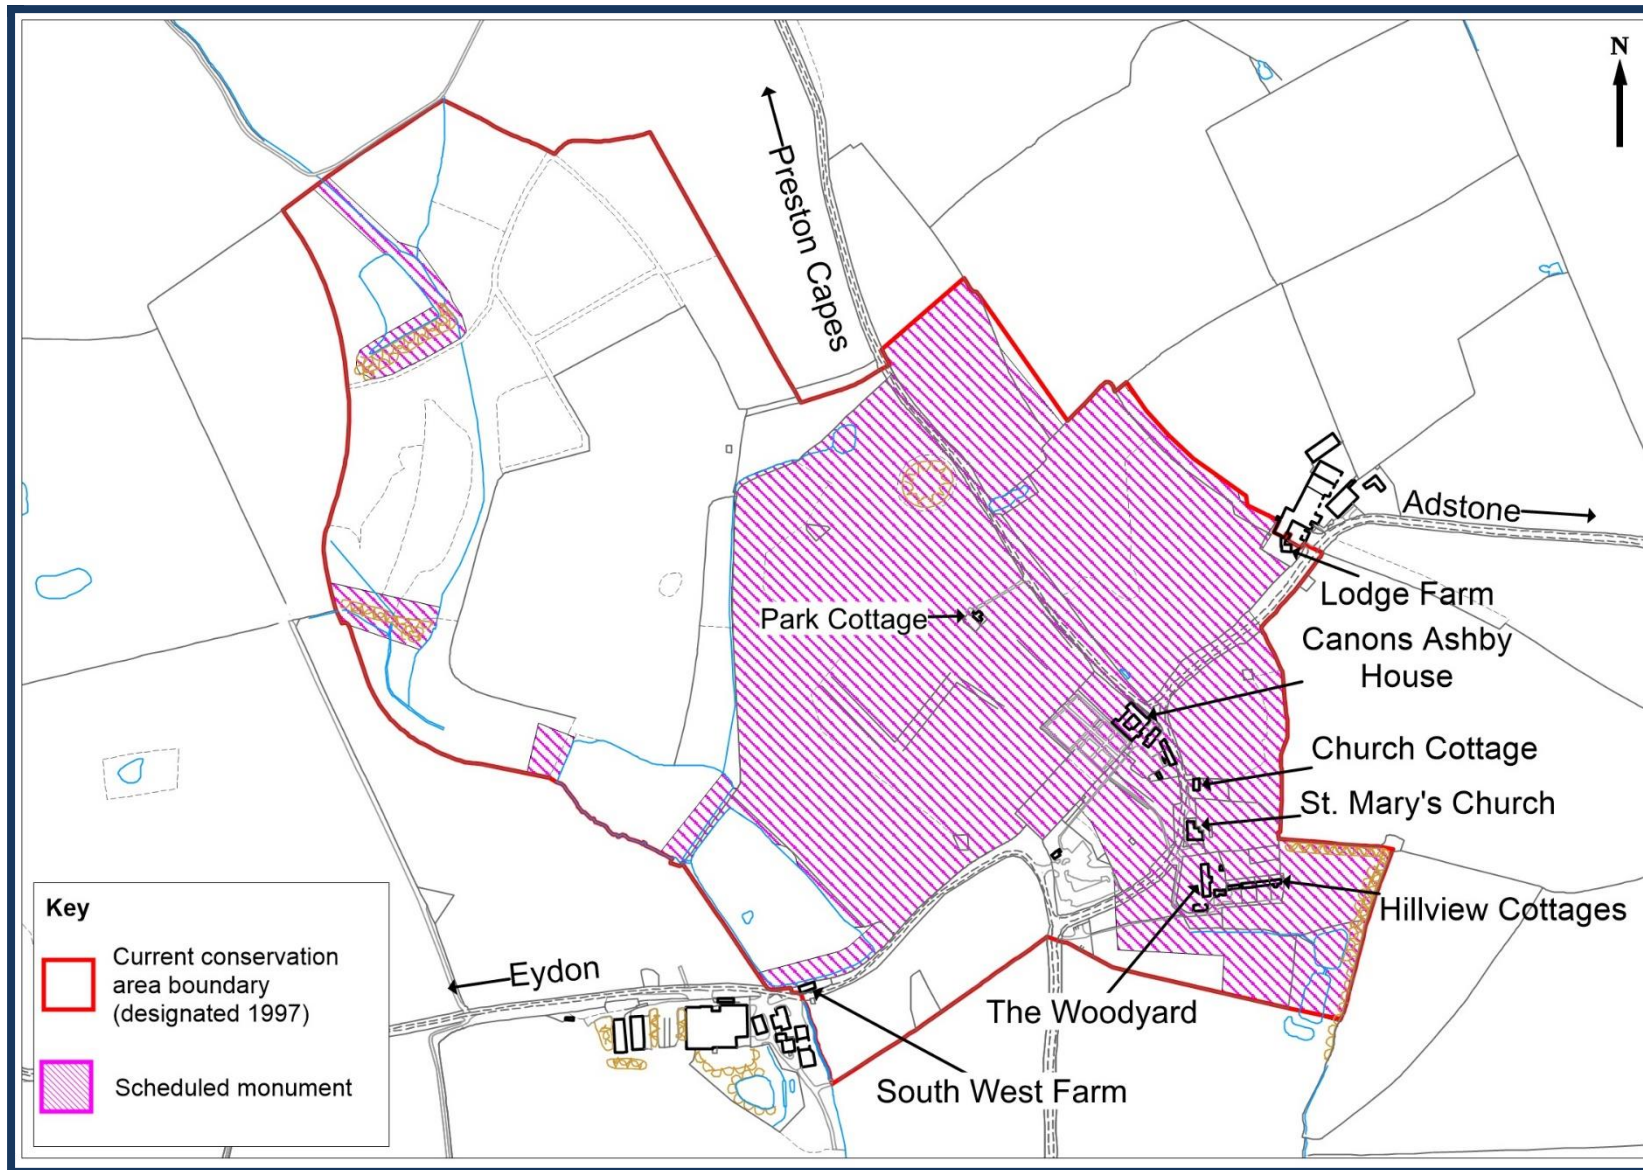 N
Preston Capes
Adstone
Lodge Farm
Park Cottage
Canons Ashby
House
Church Cottage
St. Mary's Church
Hillview Cottages
The Woodyard
Eydon
South West Farm
Key
Current conservation
area boundary
(designated 1997)
Scheduled monument